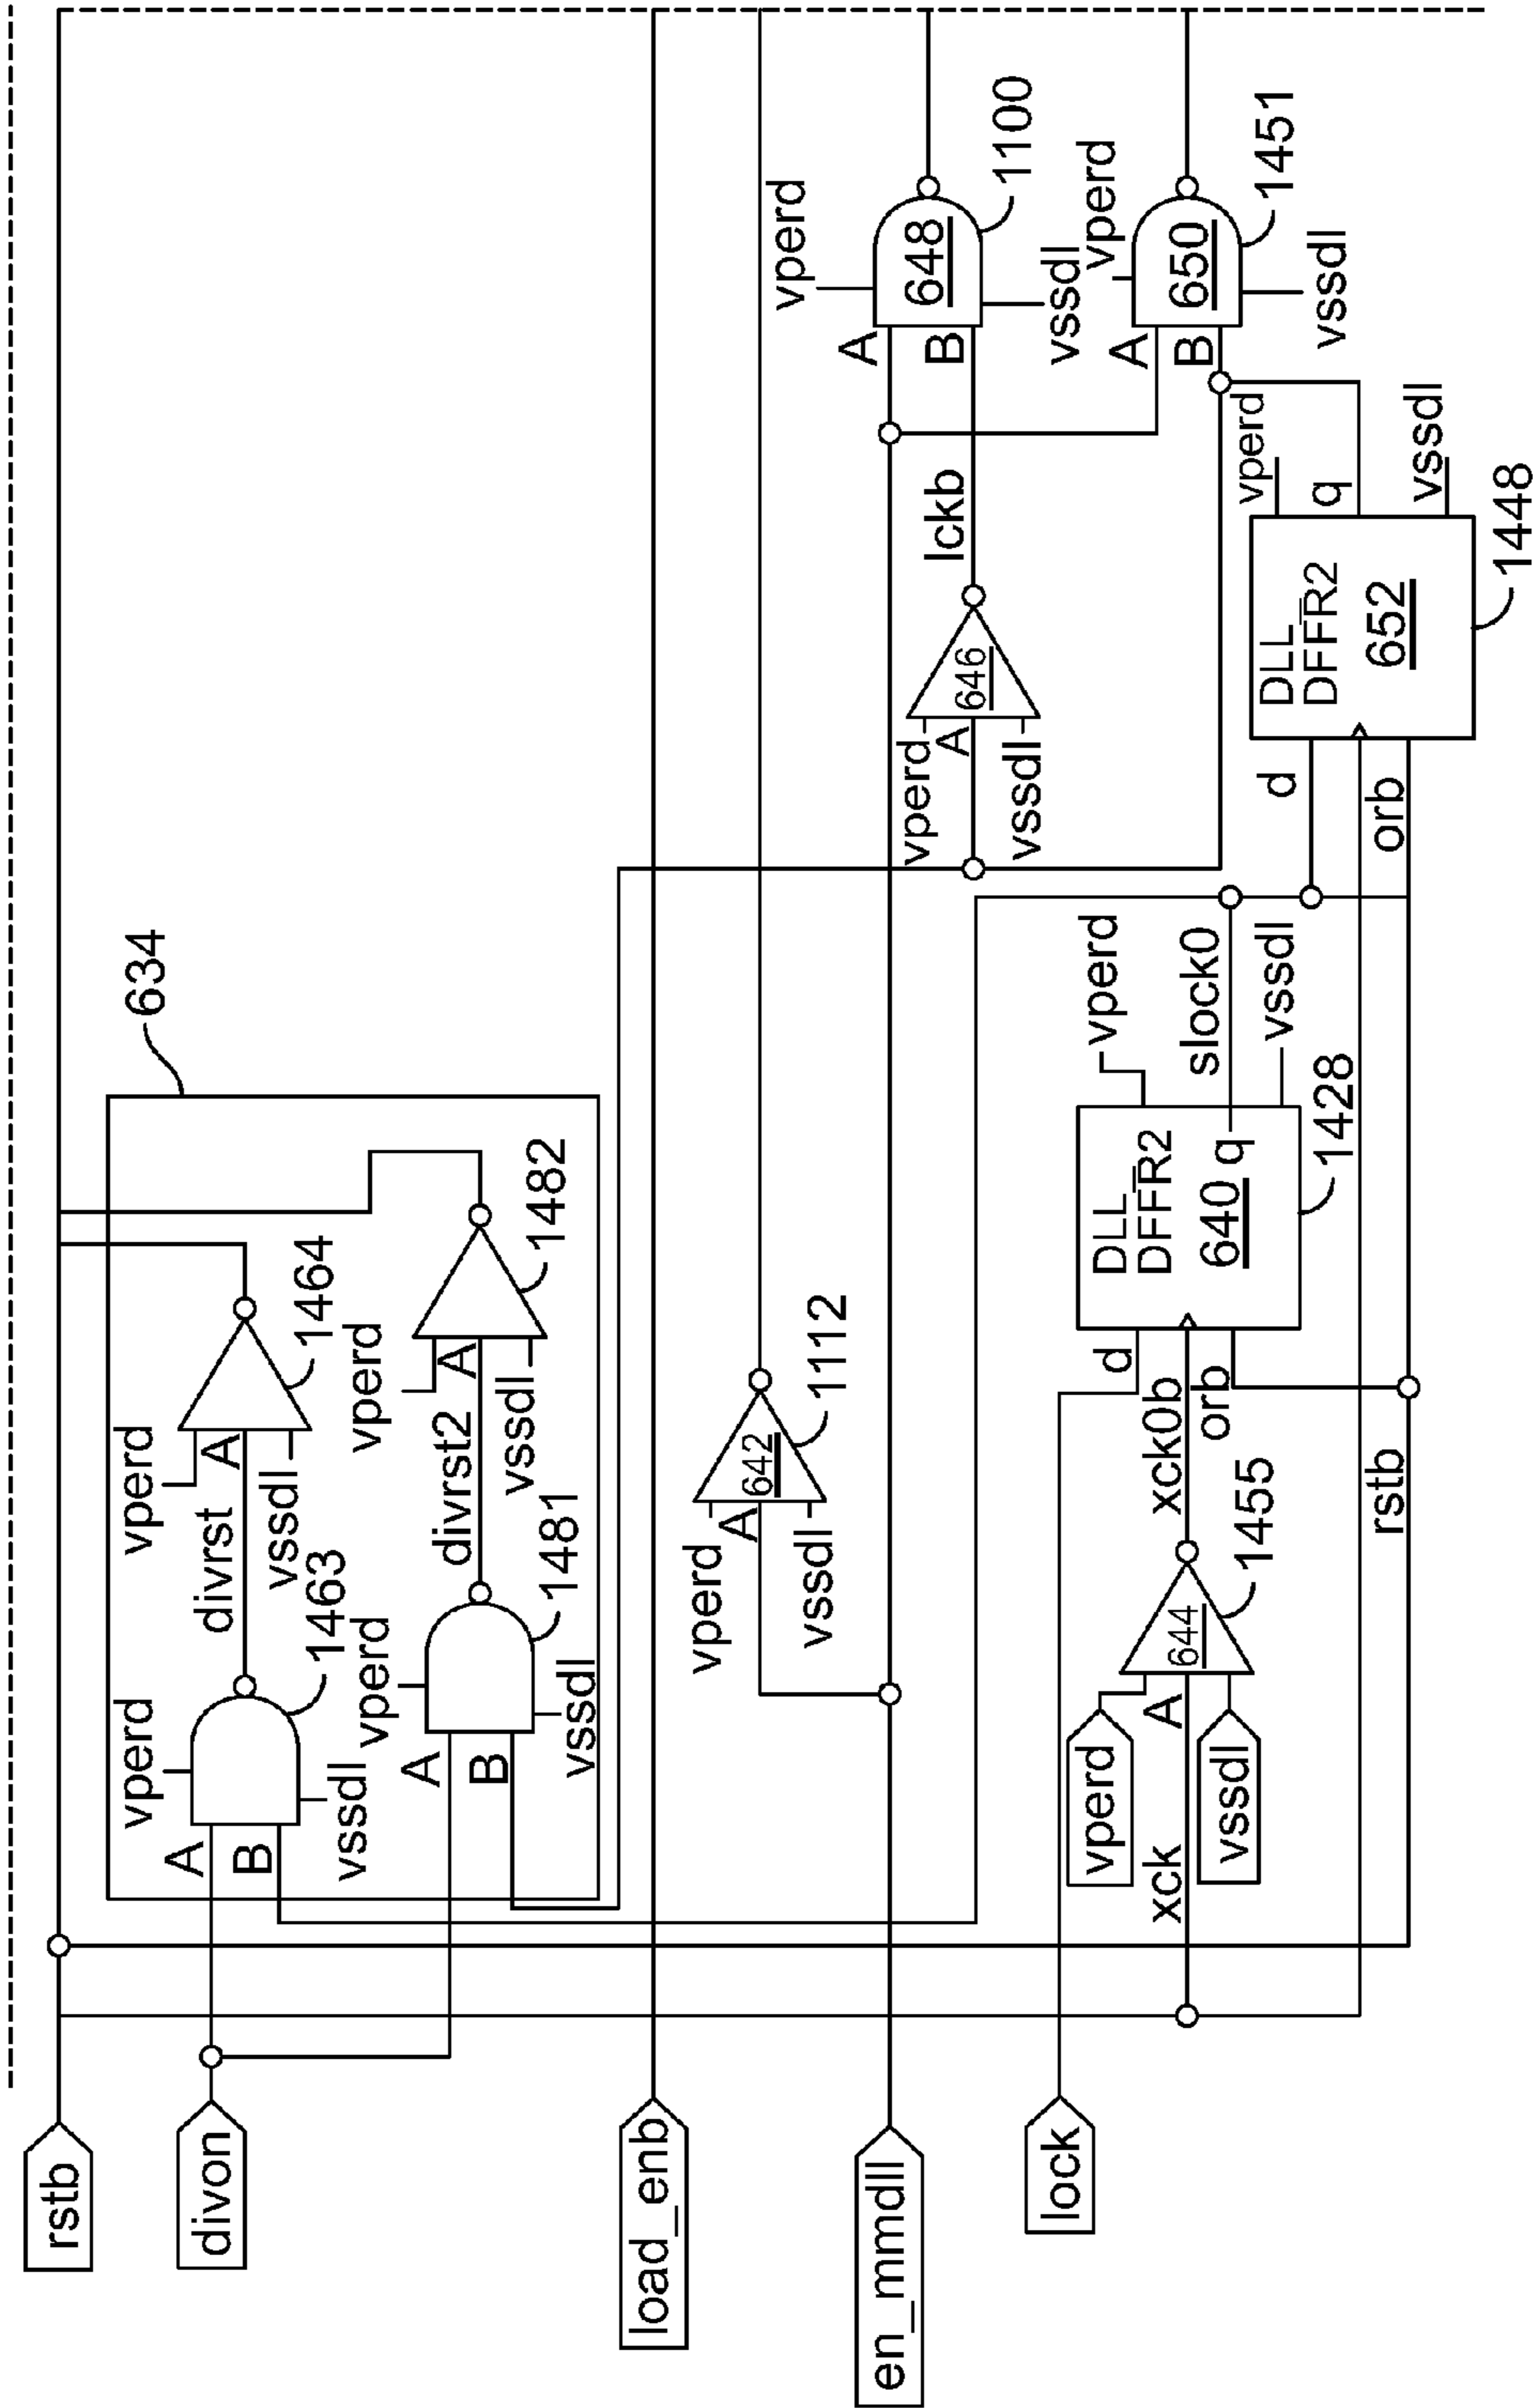 rstb
divon
load_enb
en_mmdll
lock
634
vperd
A
B
vssdl
1463
divrst
vperd
A
vssdl
1464
vperd
A
B
vssdl
1481
divrst2
vperd
A
vssdl
1482
vperd
A
vssdl
642
1112
vperd
A
vssdl
xck
644
1455
xck0b
d
orb
rstb
DLL
DFFR2
640
q
1428
vperd
slock0
vssdl
vperd
A
vssdl
646
lckb
A
B
vperd
648
vssdl
1100
A
B
vperd
650
vssdl
1451
d
orb
DLL
DFFR2
652
vperd
q
vssdl
1448